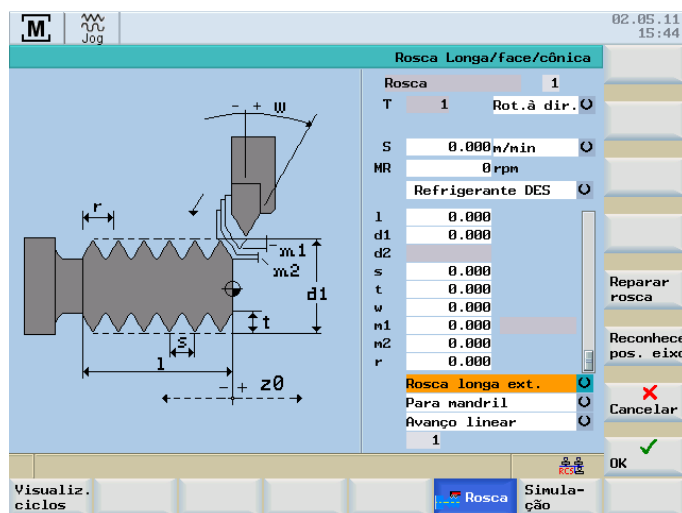 M
Jog
02.05.11
15:44
Rosca Longa/face/cônica
Rosca 1
T 1 Rot.à dir.
S 0.000 m/min
MR 0 rpm
Refrigerante DES
l 0.000
d1 0.000
d2
s 0.000
t 0.000
w 0.000
m1 0.000
m2 0.000
r 0.000
Rosca longa ext.
Para mandril
Avanço linear
1
- + w
r
m1
m2
d1
t
s
l
- + z0
Reparar
rosca
Reconhece
pos. eixo
Cancelar
OK
RCS
Visualiz.
ciclos
Rosca
Simula-
ção